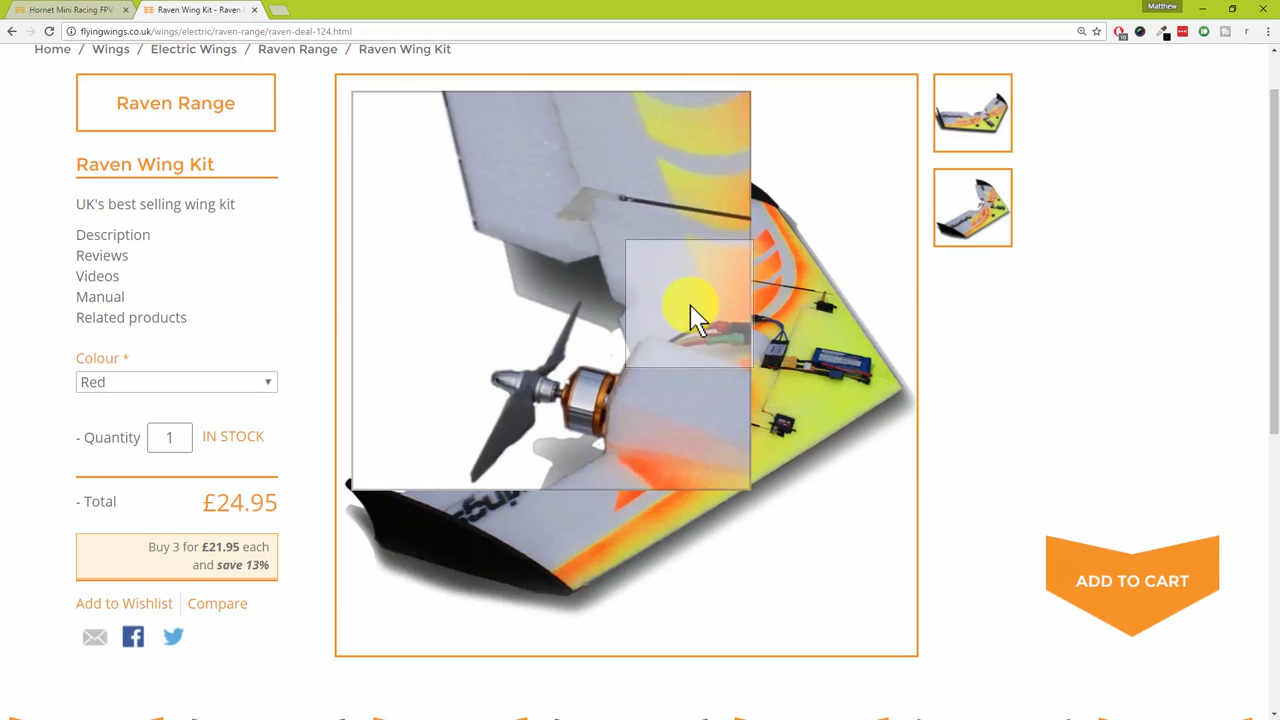 Hornet Mini Racing FPV
Raven Wing Kit - Raven
Matthew
flyingwings.co.uk/wings/electric/raven-range/raven-deal-124.html
Home / Wings / Electric Wings / Raven Range / Raven Wing Kit
Raven Range
Raven Wing Kit
UK's best selling wing kit
Description
Reviews
Videos
Manual
Related products
Colour *
Red
- Quantity 1 IN STOCK
- Total £24.95
Buy 3 for £21.95 each
and save 13%
Add to Wishlist Compare
ADD TO CART